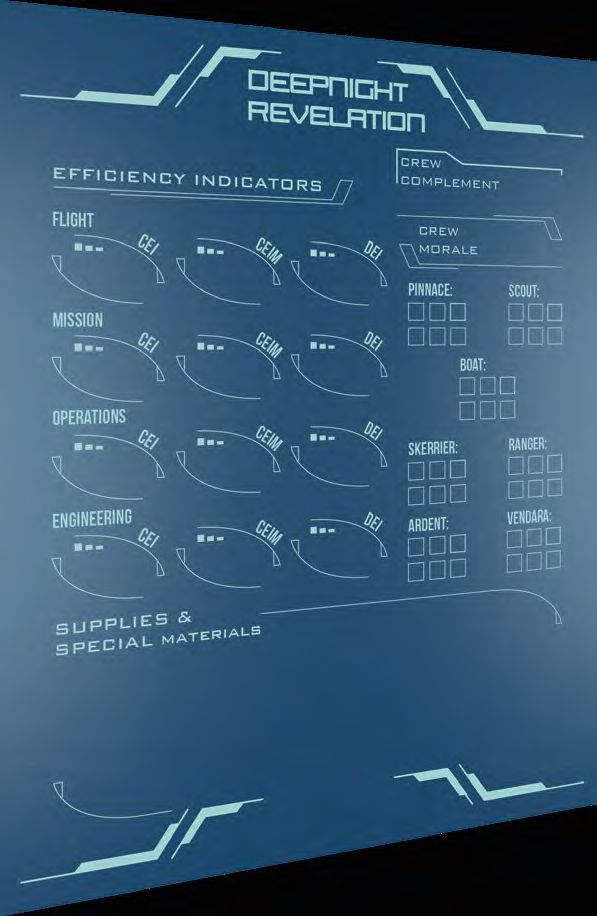 DEEPNIGHT
REVELATION
EFFICIENCY INDICATORS
CREW
COMPLEMENT
CREW
MORALE
FLIGHT
CEI
CEIM
DEI
MISSION
CEI
CEIM
DEI
OPERATIONS
CEI
CEIM
DEI
ENGINEERING
CEI
CEIM
DEI
PINNACE:
SCOUT:
BOAT:
SKERRIER:
RANGER:
ARDENT:
VENDARA:
SUPPLIES &
SPECIAL MATERIALS